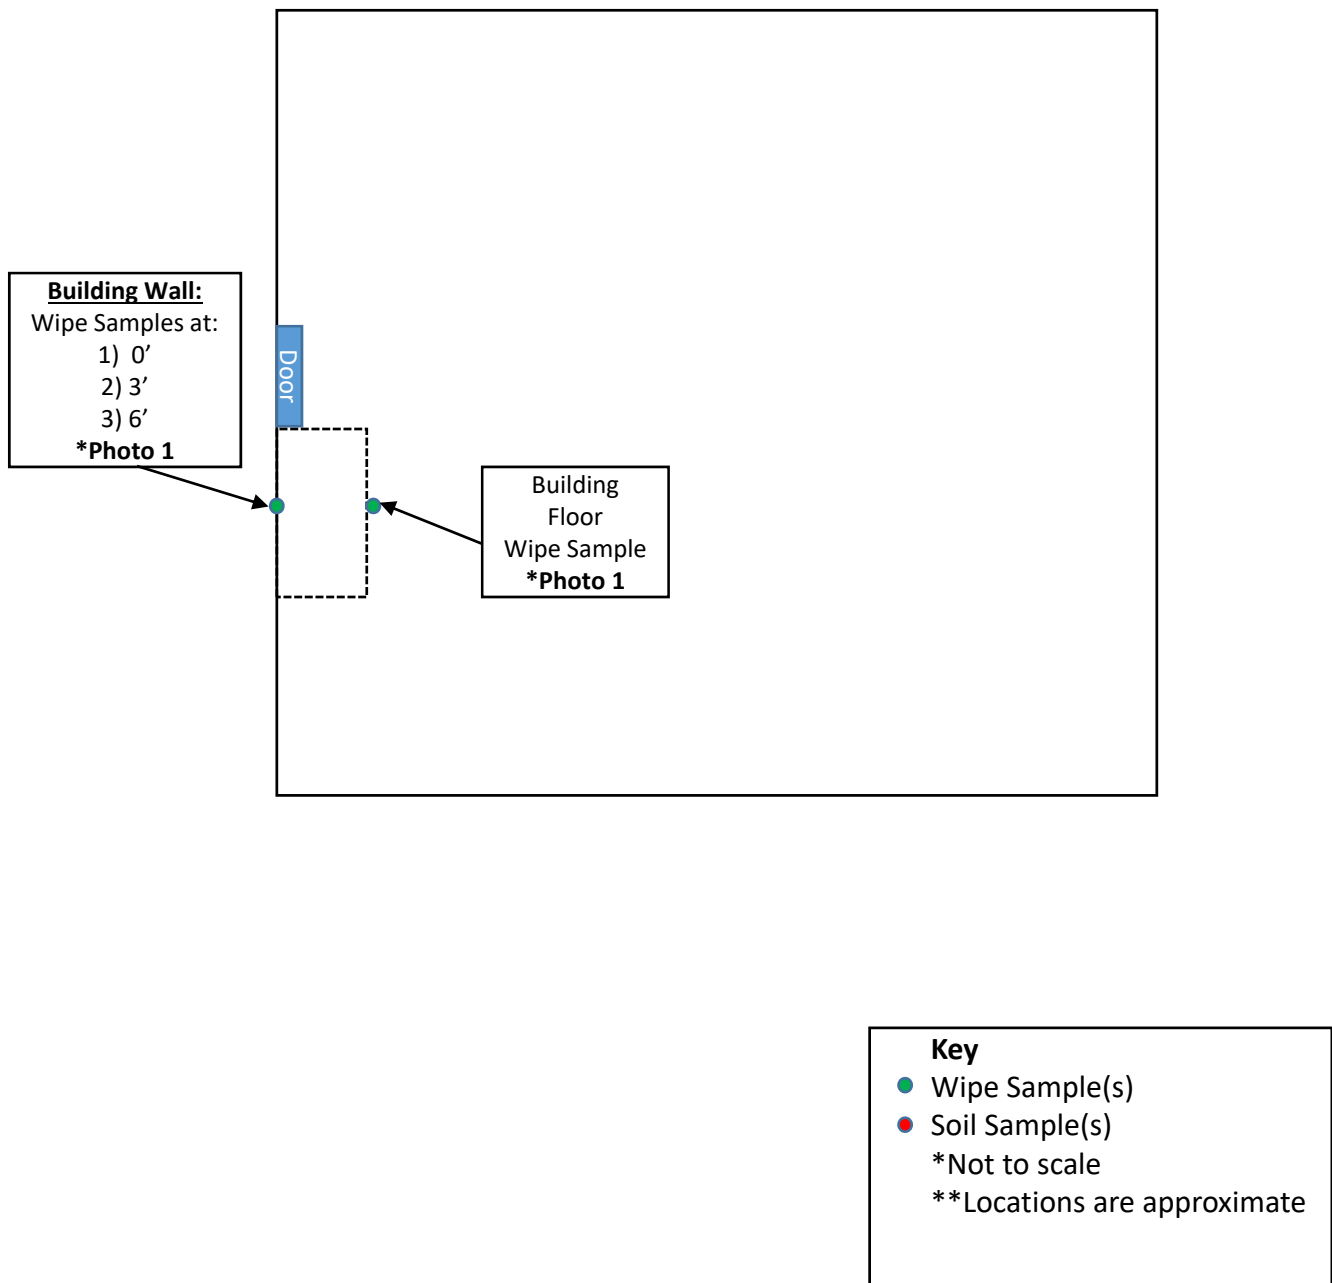 Building Wall:
Wipe Samples at:
1) 0’
2) 3’
3) 6’
*Photo 1
Door
Building
Floor
Wipe Sample
*Photo 1
Key
Wipe Sample(s)
Soil Sample(s)
*Not to scale
**Locations are approximate